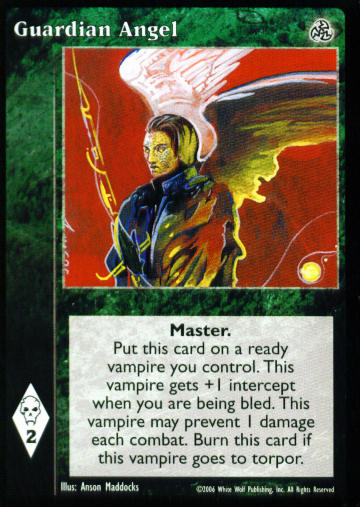 Guardian Angel
Master.
Put this card on a ready
vampire you control. This
vampire gets +1 intercept
when you are being bled. This
vampire may prevent 1 damage
each combat. Burn this card if
this vampire goes to torpor.
2
Illus: Anson Maddocks
©2006 White Wolf Publishing, Inc. All Rights Reserved